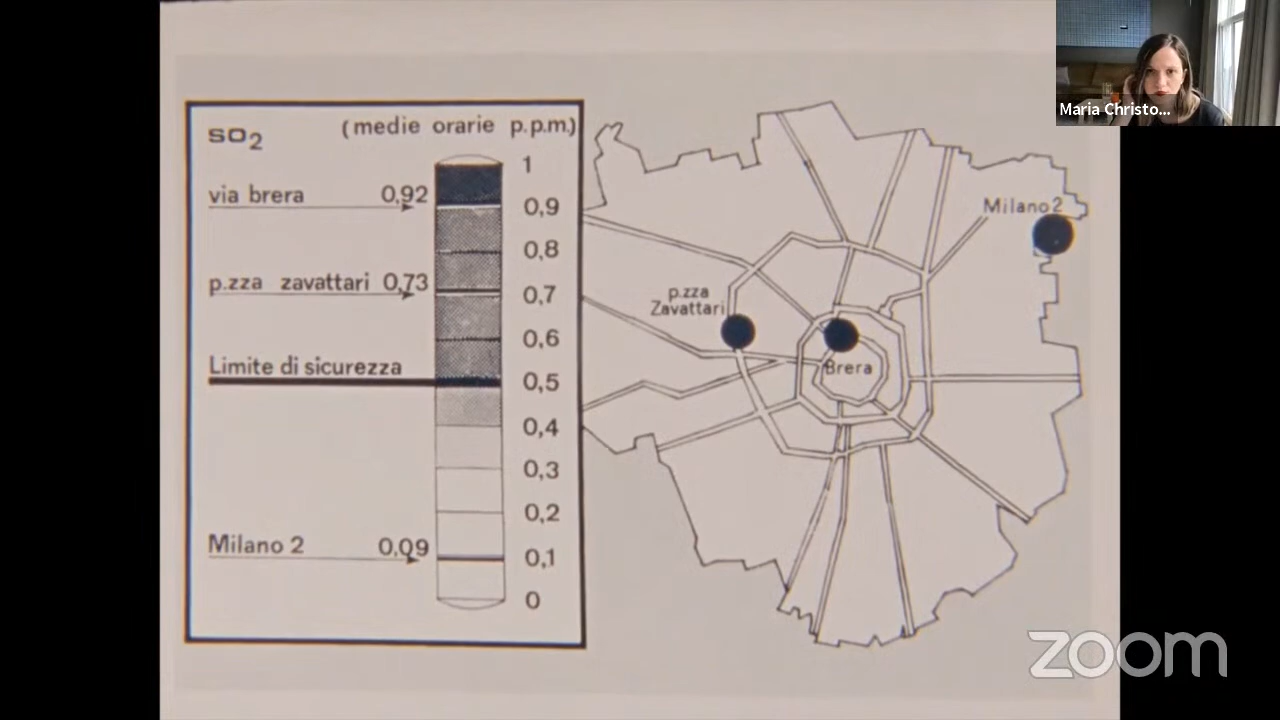 SO2
(medie orarie p.p.m.)
via brera 0,92
p.zza zavattari 0,73
Limite di sicurezza
Milano 2 0,09
1
0,9
0,8
0,7
0,6
0,5
0,4
0,3
0,2
0,1
0
Milano 2
p.zza
Zavattari
Brera
Maria Christo...
zoom